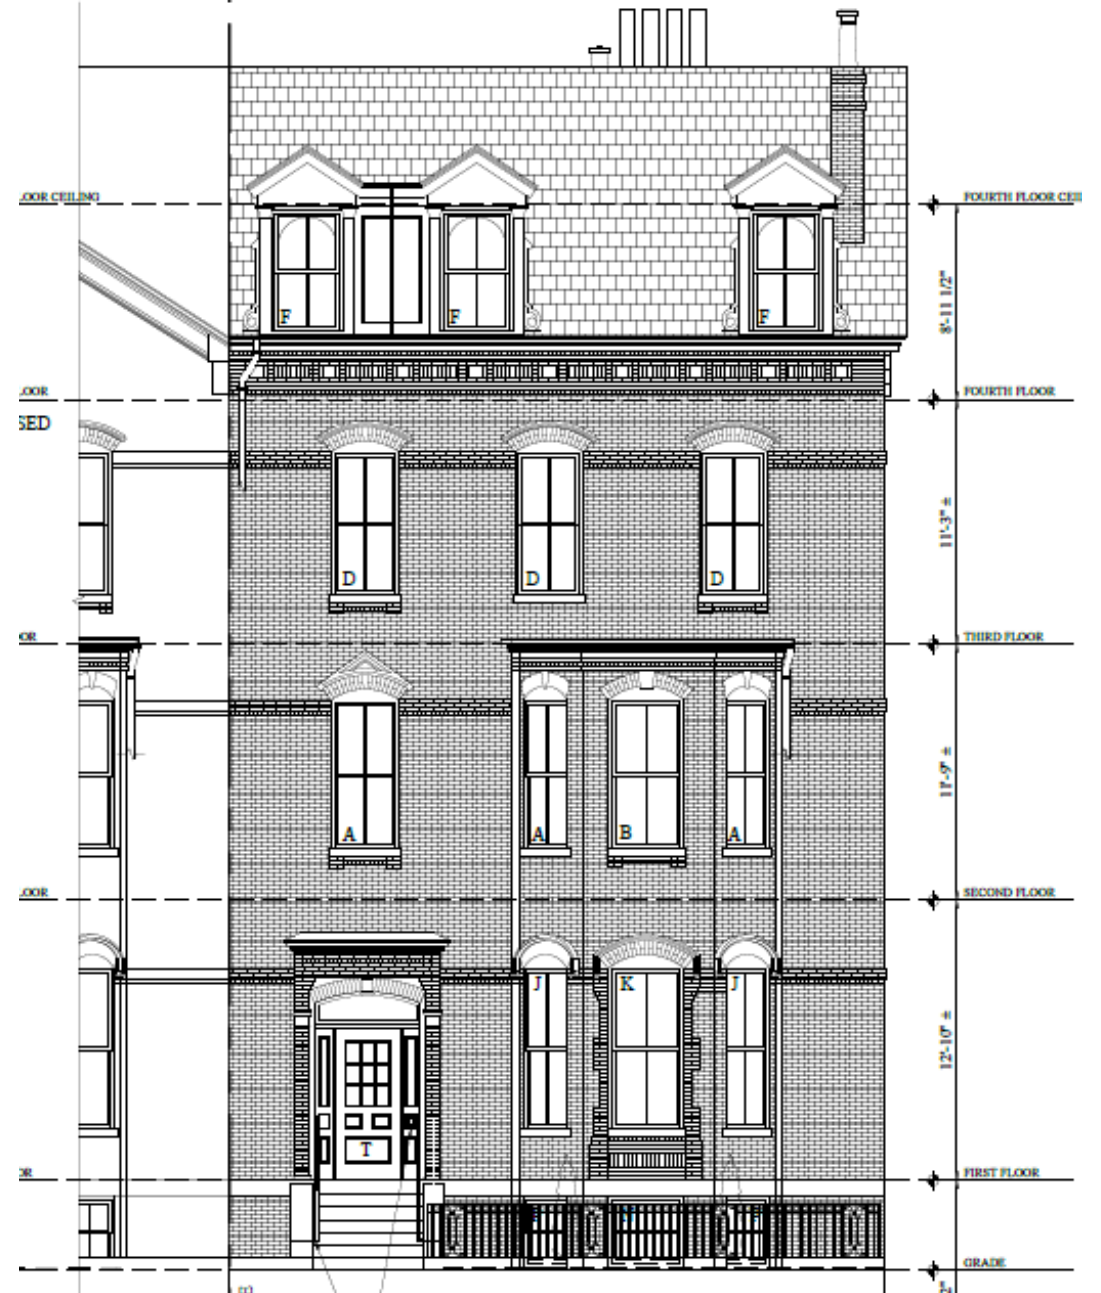 .OOR CEILING
FOURTH FLOOR CEIL
F
F
F
8'-11 1/2"
.OOR
FOURTH FLOOR
SED
D
D
D
11'-3" ±
OR
THIRD FLOOR
A
A
B
A
11'-9" ±
.OOR
SECOND FLOOR
J
K
J
12'-10" ±
T
OR
FIRST FLOOR
GRADE